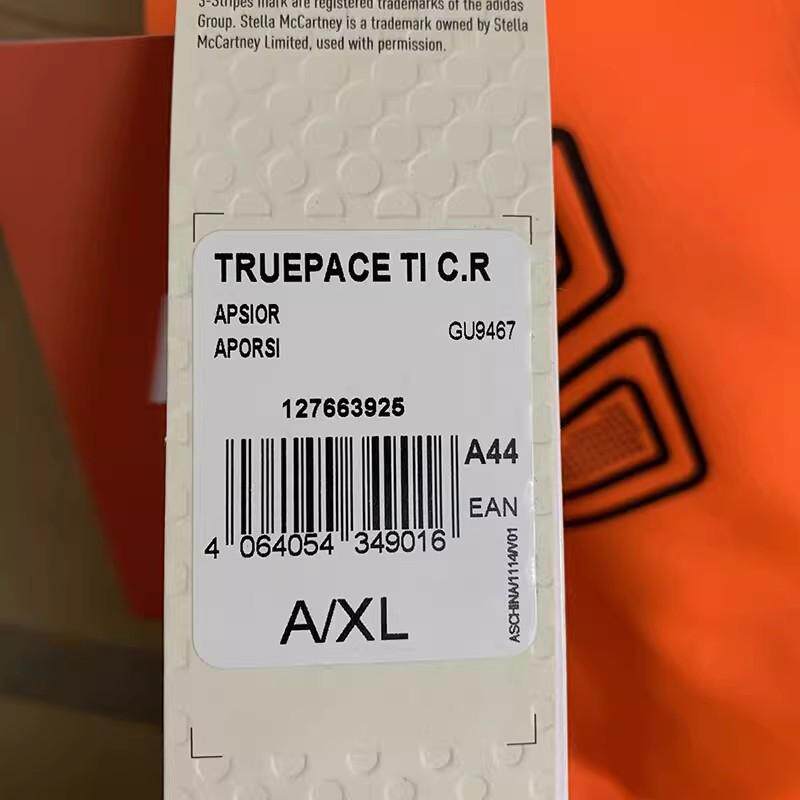 3-Stripes mark are registered trademarks of the adidas
Group. Stella McCartney is a trademark owned by Stella
McCartney Limited, used with permission.
TRUEPACE TI C.R
APSIOR
GU9467
APORSI
127663925
A44
EAN
4 064054 349016
A/XL
ASCHINA/1114/V01